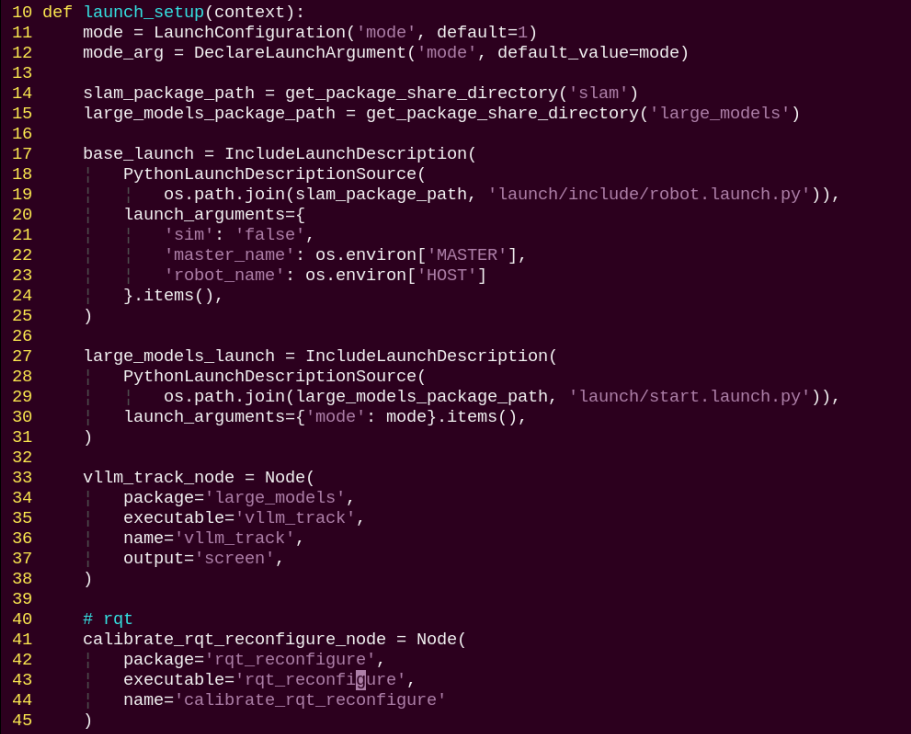 10 def launch_setup(context):
11     mode = LaunchConfiguration('mode', default=1)
12     mode_arg = DeclareLaunchArgument('mode', default_value=mode)
13
14     slam_package_path = get_package_share_directory('slam')
15     large_models_package_path = get_package_share_directory('large_models')
16
17     base_launch = IncludeLaunchDescription(
18     ¦   PythonLaunchDescriptionSource(
19     ¦   ¦   os.path.join(slam_package_path, 'launch/include/robot.launch.py')),
20     ¦   launch_arguments={
21     ¦   ¦   'sim': 'false',
22     ¦   ¦   'master_name': os.environ['MASTER'],
23     ¦   ¦   'robot_name': os.environ['HOST']
24     ¦   }.items(),
25     )
26
27     large_models_launch = IncludeLaunchDescription(
28     ¦   PythonLaunchDescriptionSource(
29     ¦   ¦   os.path.join(large_models_package_path, 'launch/start.launch.py')),
30     ¦   launch_arguments={'mode': mode}.items(),
31     )
32
33     vllm_track_node = Node(
34     ¦   package='large_models',
35     ¦   executable='vllm_track',
36     ¦   name='vllm_track',
37     ¦   output='screen',
38     )
39
40     # rqt
41     calibrate_rqt_reconfigure_node = Node(
42     ¦   package='rqt_reconfigure',
43     ¦   executable='rqt_reconfigure',
44     ¦   name='calibrate_rqt_reconfigure'
45     )